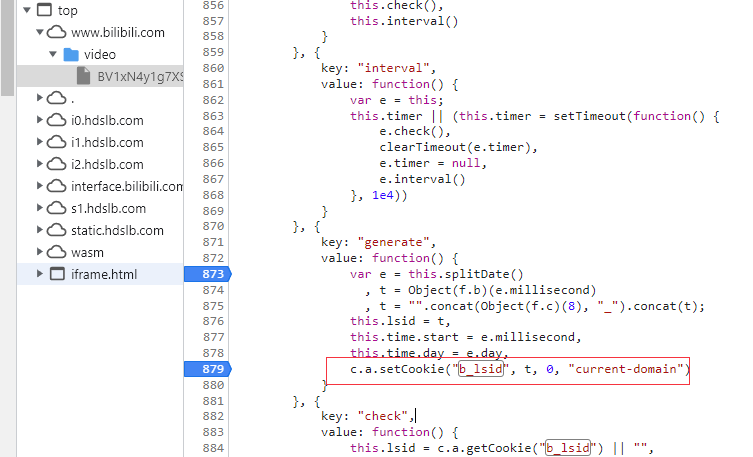 top
www.bilibili.com
video
BV1xN4y1g7XS
.
i0.hdslb.com
i1.hdslb.com
i2.hdslb.com
interface.bilibili.com
s1.hdslb.com
static.hdslb.com
wasm
iframe.html
856 this.check(),
857 this.interval()
858 }
859 }, {
860 key: "interval",
861 value: function() {
862 var e = this;
863 this.timer || (this.timer = setTimeout(function() {
864 e.check(),
865 clearTimeout(e.timer),
866 e.timer = null,
867 e.interval()
868 }, 1e4))
869 }
870 }, {
871 key: "generate",
872 value: function() {
873 var e = this.splitDate()
874 , t = Object(f.b)(e.millisecond)
875 , t = "".concat(Object(f.c)(8), "_").concat(t);
876 this.lsid = t,
877 this.time.start = e.millisecond,
878 this.time.day = e.day,
879 c.a.setCookie("b_lsid", t, 0, "current-domain")
880 }
881 }, {
882 key: "check",
883 value: function() {
884 this.lsid = c.a.getCookie("b_lsid") || "",